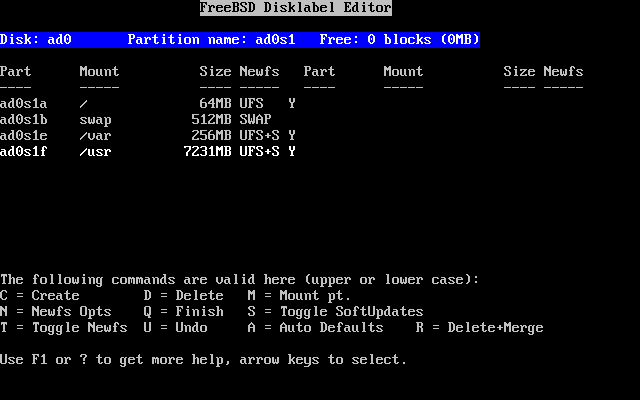 FreeBSD Disklabel Editor
Disk: ad0       Partition name: ad0s1   Free: 0 blocks (0MB)
Part      Mount          Size Newfs   Part      Mount          Size Newfs
----      -----          ---- -----   ----      -----          ---- -----
ad0s1a    /              64MB UFS   Y
ad0s1b    swap          512MB SWAP
ad0s1e    /var          256MB UFS+S Y
ad0s1f    /usr         7231MB UFS+S Y
The following commands are valid here (upper or lower case):
C = Create        D = Delete   M = Mount pt.
N = Newfs Opts    Q = Finish   S = Toggle SoftUpdates
T = Toggle Newfs  U = Undo     A = Auto Defaults    R = Delete+Merge
Use F1 or ? to get more help, arrow keys to select.